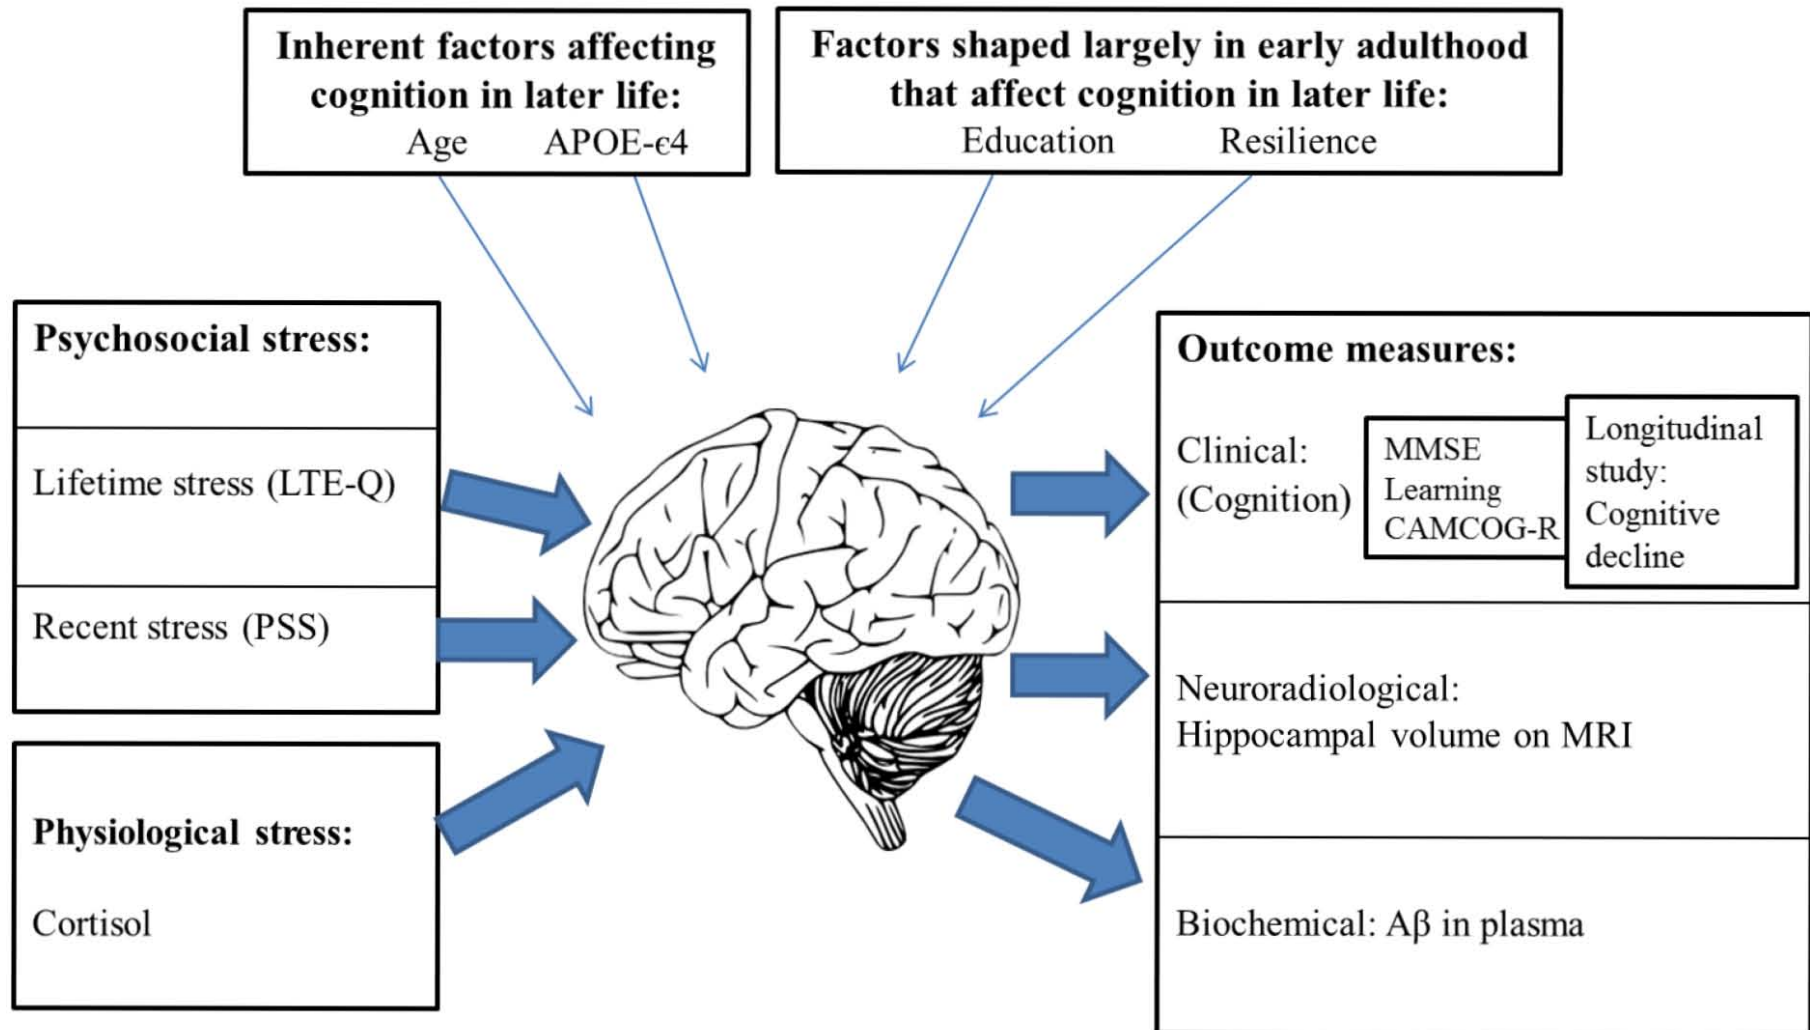 Inherent factors affecting
cognition in later life:
Age APOE-ϵ4
Factors shaped largely in early adulthood
that affect cognition in later life:
Education Resilience
Psychosocial stress:
Lifetime stress (LTE-Q)
Recent stress (PSS)
Physiological stress:
Cortisol
Outcome measures:
Clinical:
(Cognition)
MMSE
Learning
CAMCOG-R
Longitudinal
study:
Cognitive
decline
Neuroradiological:
Hippocampal volume on MRI
Biochemical: Aβ in plasma